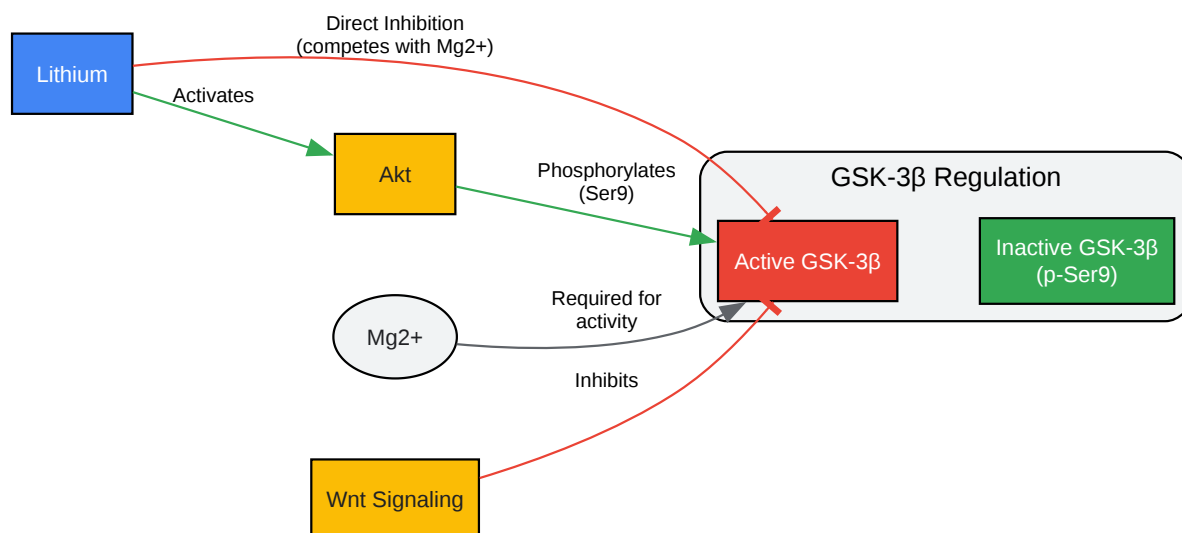 Direct Inhibition
(competes with Mg2+)
Lithium
Activates
Akt
Phosphorylates
(Ser9)
GSK-3β Regulation
Active GSK-3β
Inactive GSK-3β
(p-Ser9)
Required for
activity
Mg2+
Inhibits
Wnt Signaling